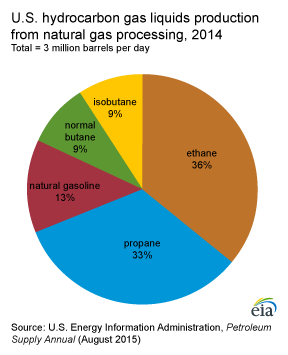 U.S. hydrocarbon gas liquids production
from natural gas processing, 2014
Total = 3 million barrels per day
isobutane
9%
normal
butane
9%
ethane
36%
natural gasoline
13%
propane
33%
eia
Source: U.S. Energy Information Administration, Petroleum
Supply Annual (August 2015)